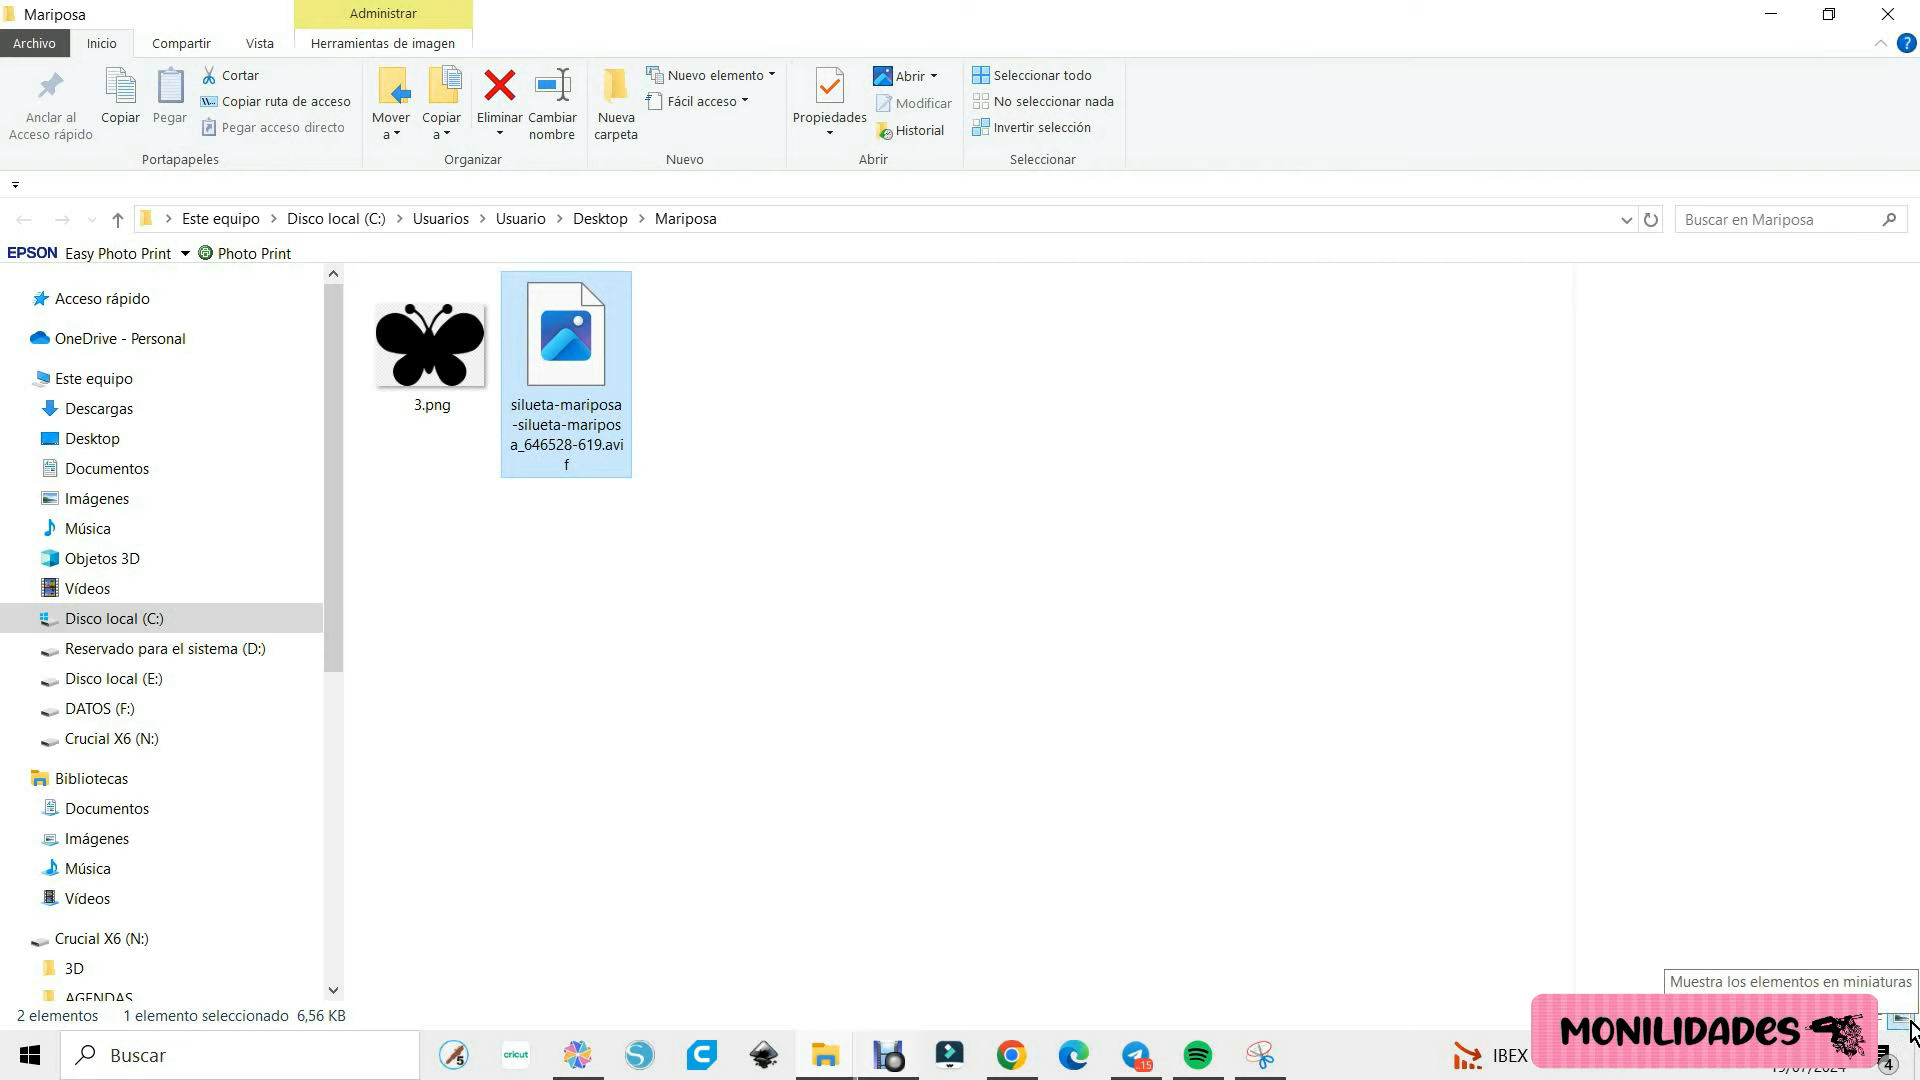 Mariposa
Administrar
Archivo
Inicio
Compartir
Vista
Herramientas de imagen
?
Anclar al
Acceso rápido
Copiar
Pegar
Cortar
Copiar ruta de acceso
Pegar acceso directo
Portapapeles
Mover
a
Copiar
a
Eliminar
Cambiar
nombre
Organizar
Nueva
carpeta
Nuevo elemento
Fácil acceso
Nuevo
Propiedades
Abrir
Modificar
Historial
Abrir
Seleccionar todo
No seleccionar nada
Invertir selección
Seleccionar
Este equipo > Disco local (C:) > Usuarios > Usuario > Desktop > Mariposa
Buscar en Mariposa
EPSON Easy Photo Print
Photo Print
Acceso rápido
OneDrive - Personal
Este equipo
Descargas
Desktop
Documentos
Imágenes
Música
Objetos 3D
Vídeos
Disco local (C:)
Reservado para el sistema (D:)
Disco local (E:)
DATOS (F:)
Crucial X6 (N:)
Bibliotecas
Documentos
Imágenes
Música
Vídeos
Crucial X6 (N:)
3D
AGENDAS
3.png
silueta-mariposa
-silueta-maripos
a_646528-619.avi
f
Muestra los elementos en miniaturas
2 elementos
1 elemento seleccionado 6,56 KB
Buscar
cricut
15
IBEX
MONILIDADES
19/07/2024
4